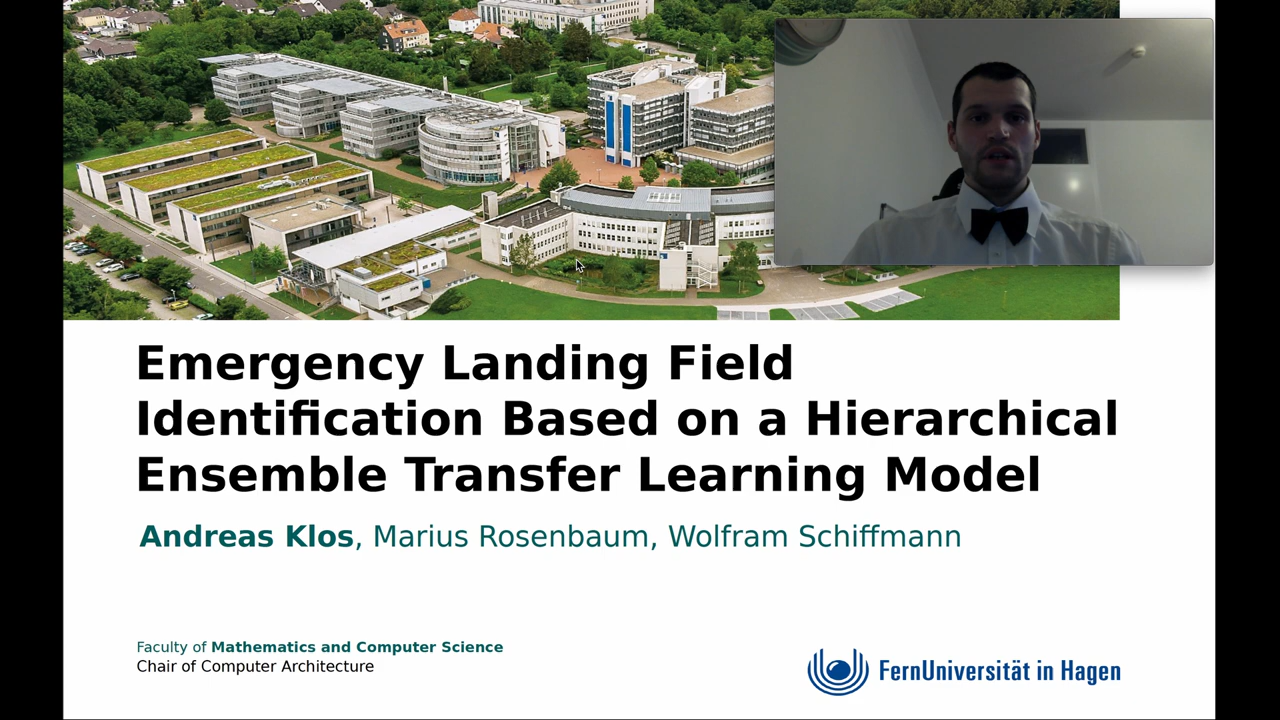 Emergency Landing Field
Identification Based on a Hierarchical
Ensemble Transfer Learning Model
Andreas Klos, Marius Rosenbaum, Wolfram Schiffmann
Faculty of Mathematics and Computer Science
Chair of Computer Architecture
FernUniversität in Hagen